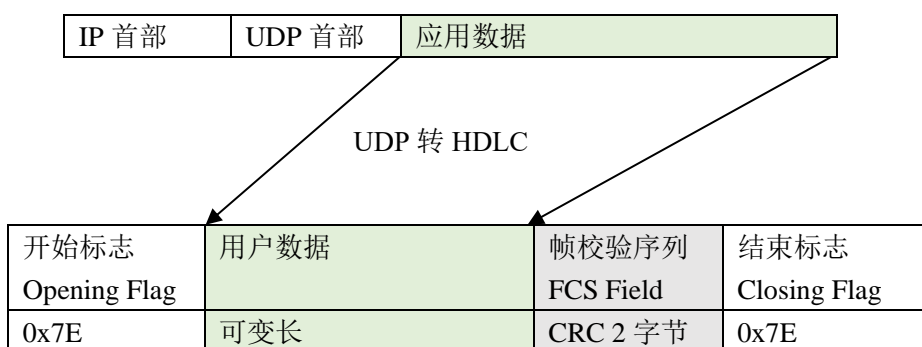 IP 首部 UDP 首部 应用数据
UDP 转 HDLC
开始标志 用户数据 帧校验序列 结束标志
Opening Flag FCS Field Closing Flag
0x7E 可变长 CRC 2 字节 0x7E